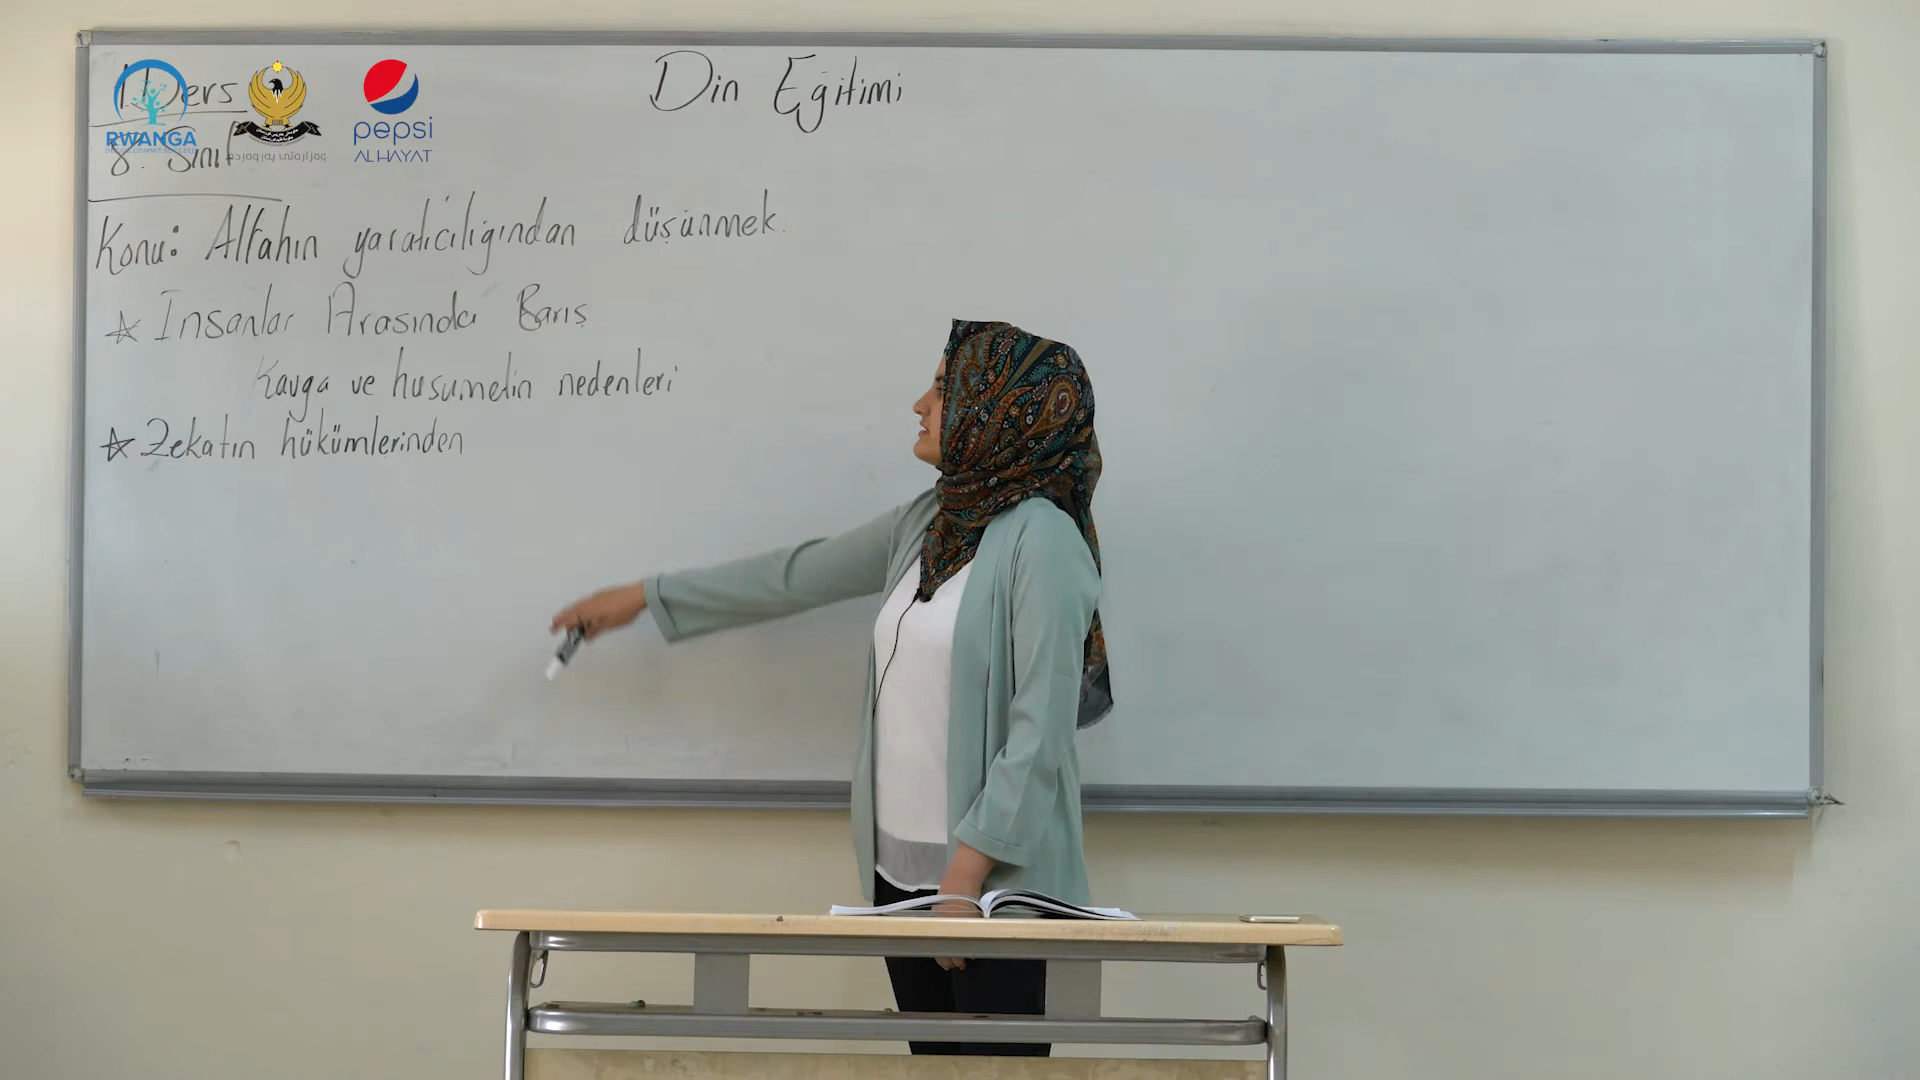 Din Eğitimi
1. Ders
8. Sınıf
RWANGA
pepsi
ALHAYAT
Konu: Allahın yaratıcılığından düşünmek.
☆ Insanlar Arasında Barış
Kavga ve husumetin nedenleri
☆ Zekatın hükümlerinden